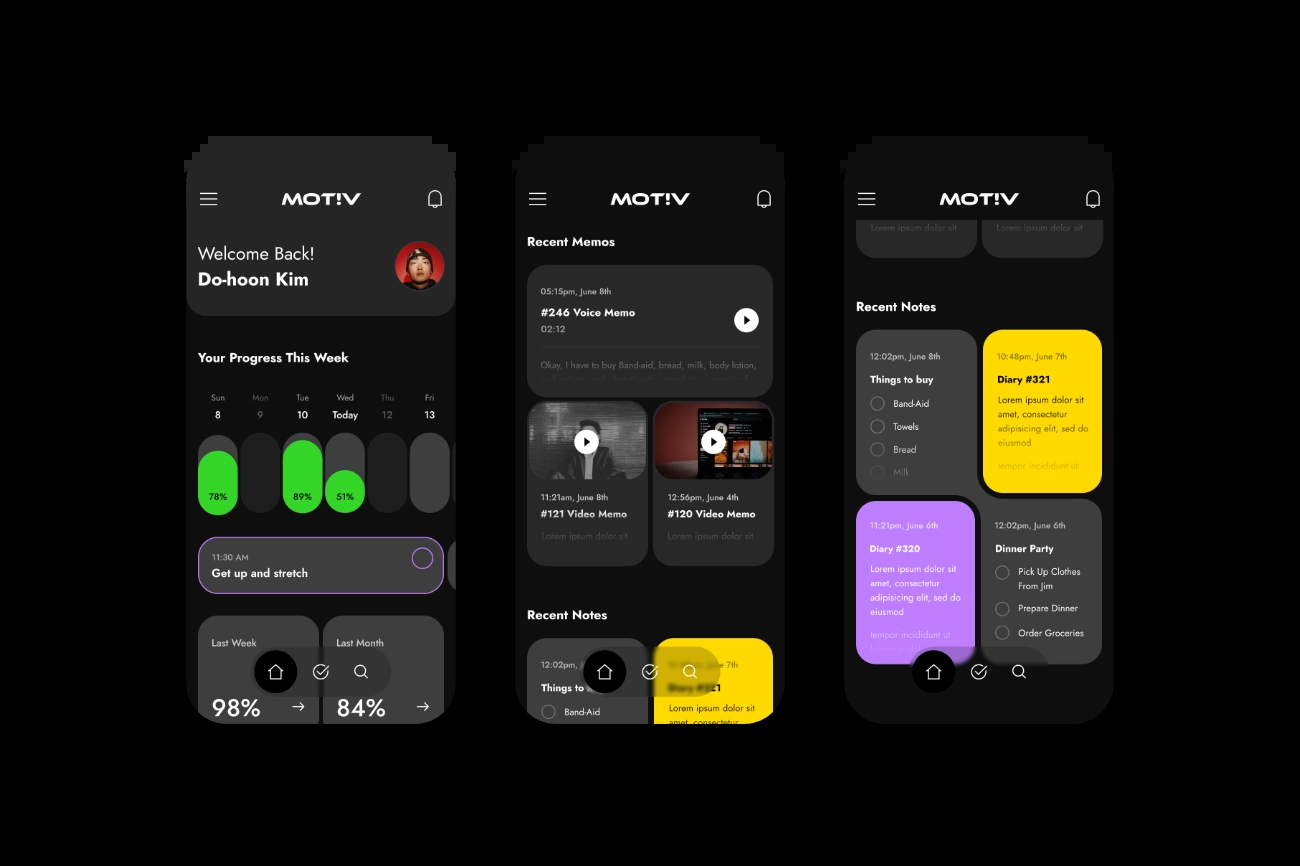 MOT!V
Welcome Back!
Do-hoon Kim
Your Progress This Week
Sun Mon Tue Wed Thu Fri
8 9 10 Today 12 13
78% 89% 51%
11:30 AM
Get up and stretch
Last Week Last Month
98% 84%
MOT!V
Recent Memos
05:15pm, June 8th
#246 Voice Memo
02:12
Okay, I have to buy Band-aid, bread, milk, body lotion,
11:21am, June 8th
#121 Video Memo
Lorem ipsum dolor sit
12:56pm, June 4th
#120 Video Memo
Lorem ipsum dolor sit
Recent Notes
12:02pm,
Things to
Band-Aid
7th
Diary #321
Lorem ipsum dolor sit
amet, consectetur
MOT!V
Lorem ipsum dolor sit
Lorem ipsum dolor sit
Recent Notes
12:02pm, June 8th
Things to buy
Band-Aid
Towels
Bread
Milk
10:48pm, June 7th
Diary #321
Lorem ipsum dolor sit
amet, consectetur
adipisicing elit, sed do
eiusmod
tempor incididunt ut
11:21pm, June 6th
Diary #320
Lorem ipsum dolor sit
amet, consectetur
adipisicing elit, sed do
eiusmod
tempor incididunt ut
12:02pm, June 6th
Dinner Party
Pick Up Clothes
From Jim
Prepare Dinner
Order Groceries